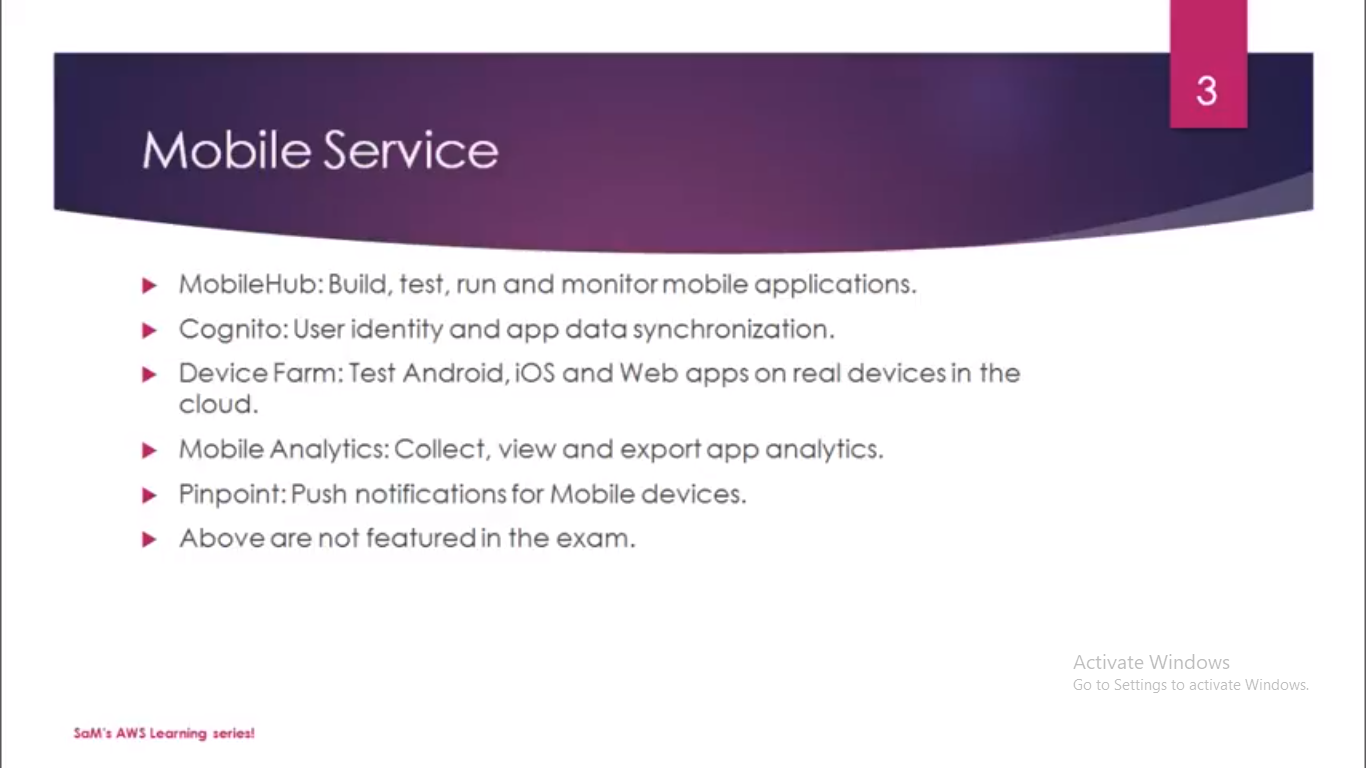 3
Mobile Service
MobileHub: Build, test, run and monitor mobile applications.
Cognito: User identity and app data synchronization.
Device Farm: Test Android, iOS and Web apps on real devices in the
cloud.
Mobile Analytics: Collect, view and export app analytics.
Pinpoint: Push notifications for Mobile devices.
Above are not featured in the exam.
Activate Windows
Go to Settings to activate Windows.
SaM's AWS Learning series!